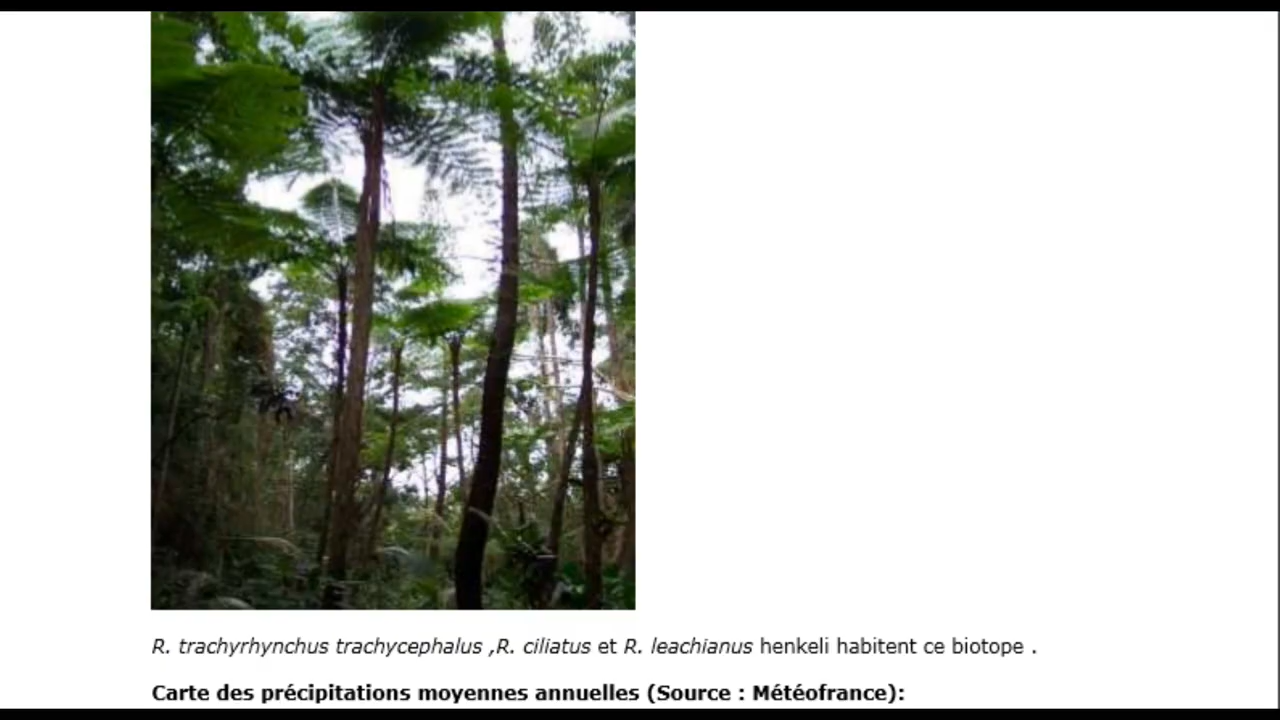 R. trachyrhynchus trachycephalus ,R. ciliatus et R. leachianus henkeli habitent ce biotope .
Carte des précipitations moyennes annuelles (Source : Météofrance):